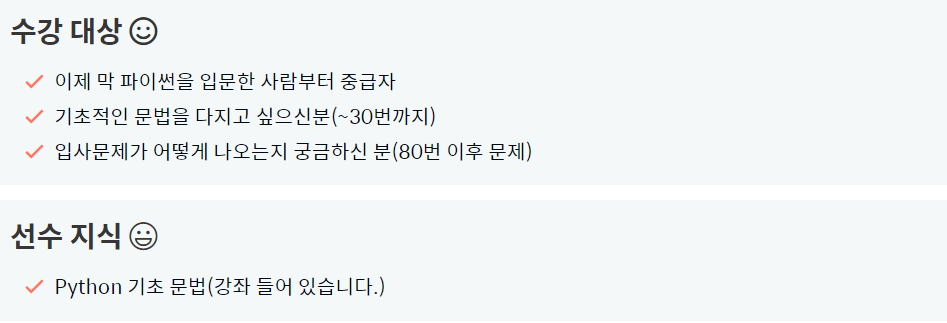 수강 대상
이제 막 파이썬을 입문한 사람부터 중급자
기초적인 문법을 다지고 싶으신분(~30번까지)
입사문제가 어떻게 나오는지 궁금하신 분(80번 이후 문제)
선수 지식
Python 기초 문법(강좌 들어 있습니다.)